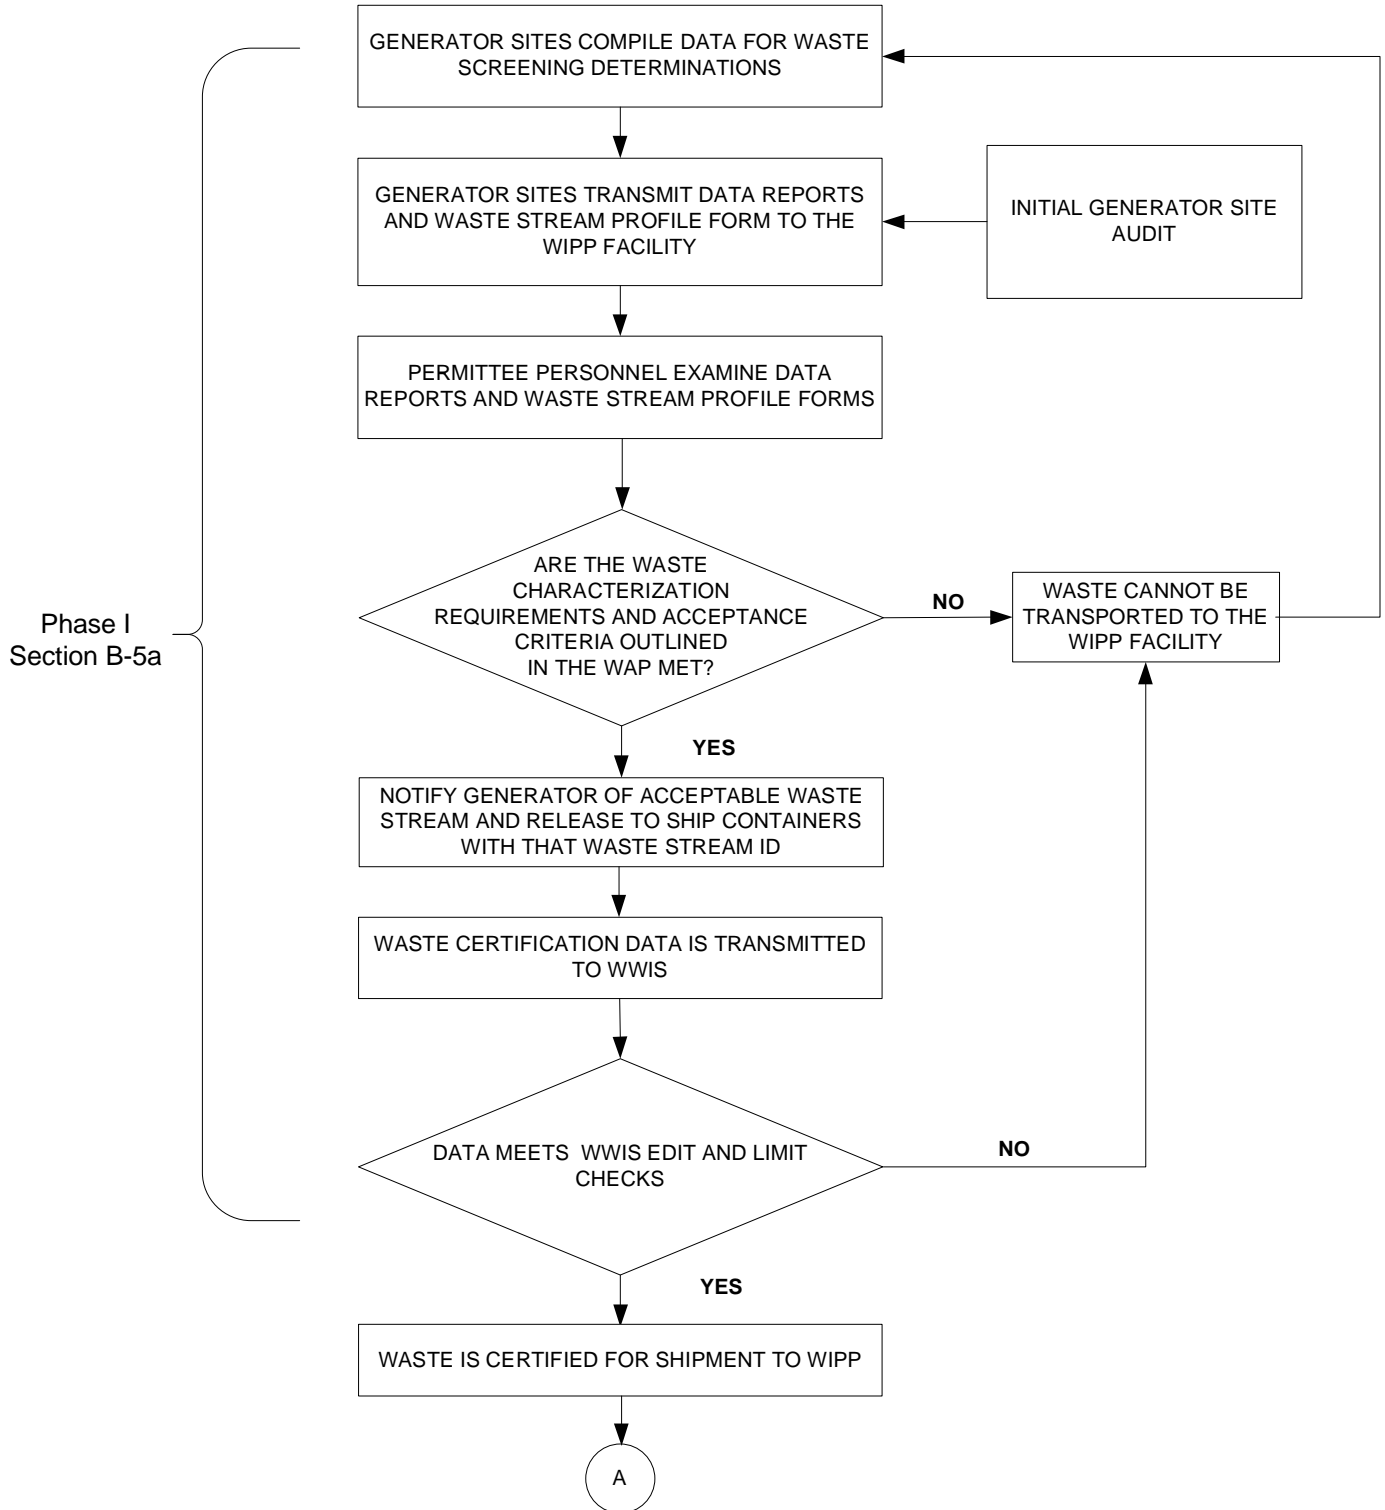 GENERATOR SITES COMPILE DATA FOR WASTE
SCREENING DETERMINATIONS
GENERATOR SITES TRANSMIT DATA REPORTS
AND WASTE STREAM PROFILE FORM TO THE
WIPP FACILITY
INITIAL GENERATOR SITE
AUDIT
PERMITTEE PERSONNEL EXAMINE DATA
REPORTS AND WASTE STREAM PROFILE FORMS
ARE THE WASTE
CHARACTERIZATION
REQUIREMENTS AND ACCEPTANCE
CRITERIA OUTLINED
IN THE WAP MET?
NO
WASTE CANNOT BE
TRANSPORTED TO THE
WIPP FACILITY
Phase I
Section B-5a
YES
NOTIFY GENERATOR OF ACCEPTABLE WASTE
STREAM AND RELEASE TO SHIP CONTAINERS
WITH THAT WASTE STREAM ID
WASTE CERTIFICATION DATA IS TRANSMITTED
TO WWIS
DATA MEETS  WWIS EDIT AND LIMIT
CHECKS
NO
YES
WASTE IS CERTIFIED FOR SHIPMENT TO WIPP
A